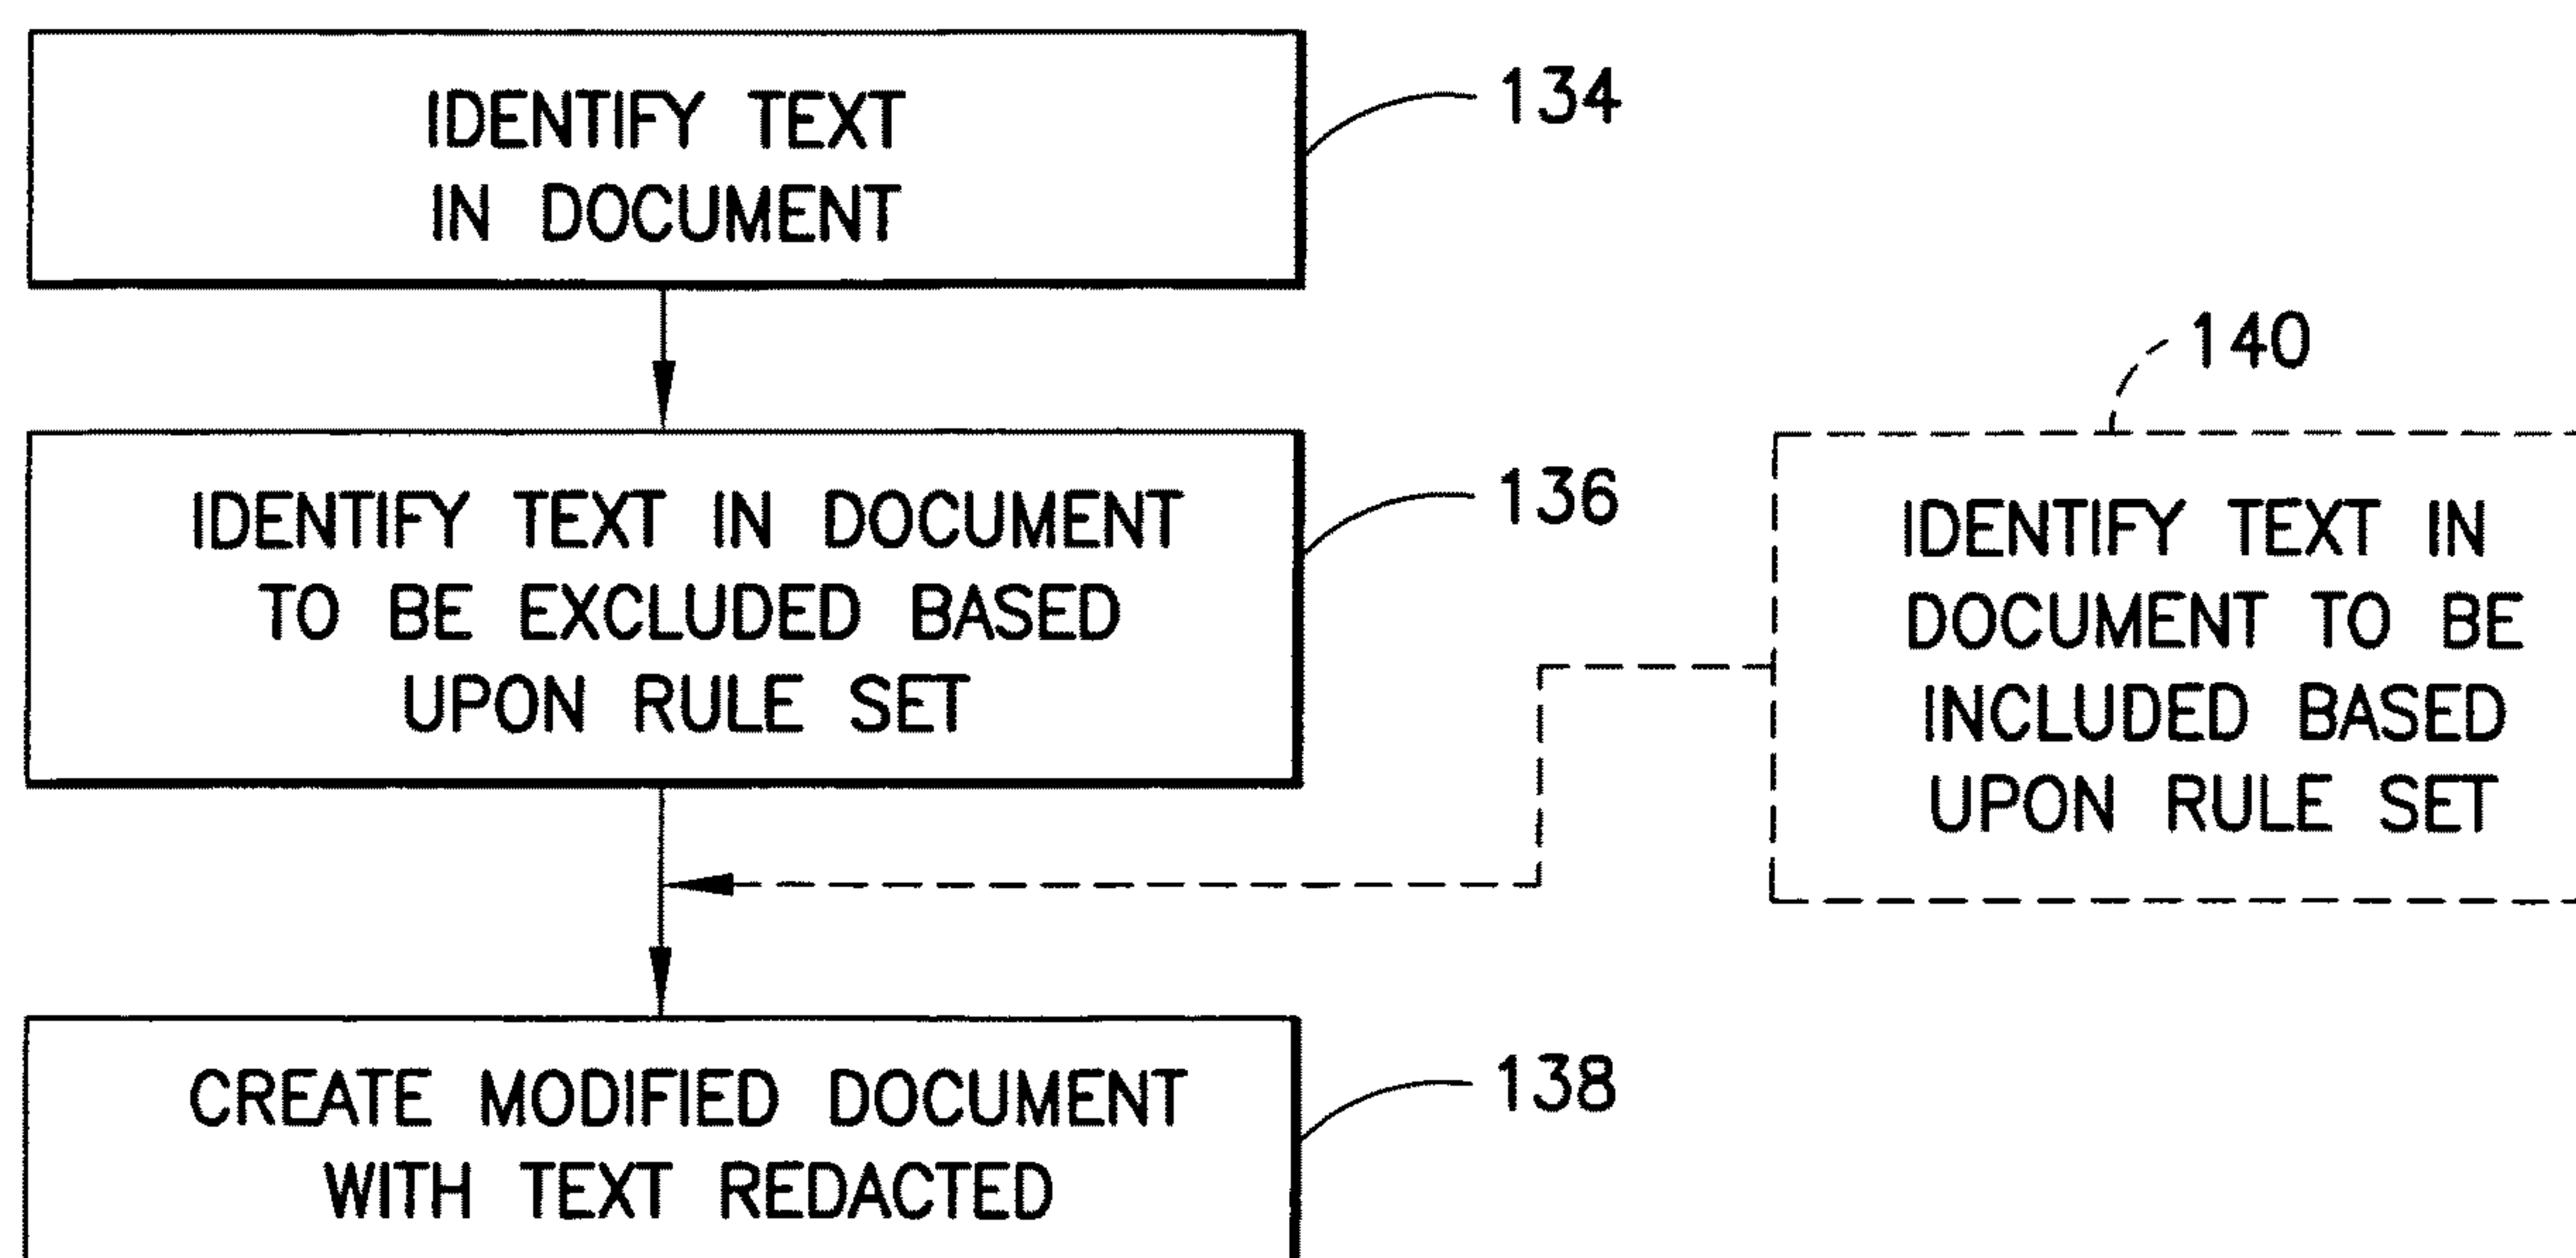 IDENTIFY TEXT
IN DOCUMENT
134
IDENTIFY TEXT IN DOCUMENT
TO BE EXCLUDED BASED
UPON RULE SET
136
140
IDENTIFY TEXT IN
DOCUMENT TO BE
INCLUDED BASED
UPON RULE SET
CREATE MODIFIED DOCUMENT
WITH TEXT REDACTED
138